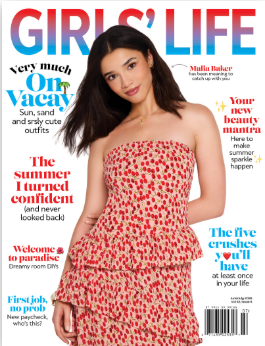 GIRLS' LIFE
Very much
On
Vacay
Sun, sand
and srsly cute
outfits
Malia Baker
has been meaning to
catch up with you
Your
new
beauty
mantra
Here to
make
summer
sparkle
happen
The
summer
I turned
confident
(and never
looked back)
Welcome
to paradise
Dreamy room DIYs
First job,
no prob
New paycheck,
who's this?
The five
crushes
you'll
have
at least once
in your life